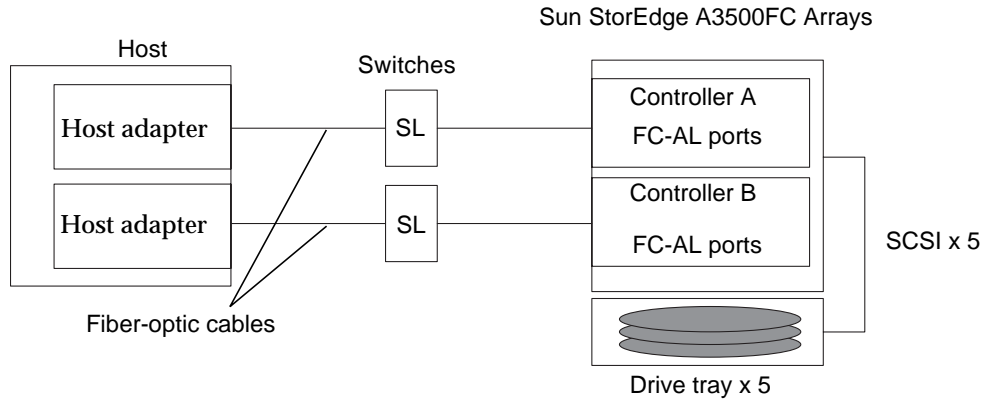 Sun StorEdge A3500FC Arrays
Host
Switches
Host adapter
SL
Controller A
FC-AL ports
Host adapter
SL
Controller B
FC-AL ports
SCSI x 5
Fiber-optic cables
Drive tray x 5